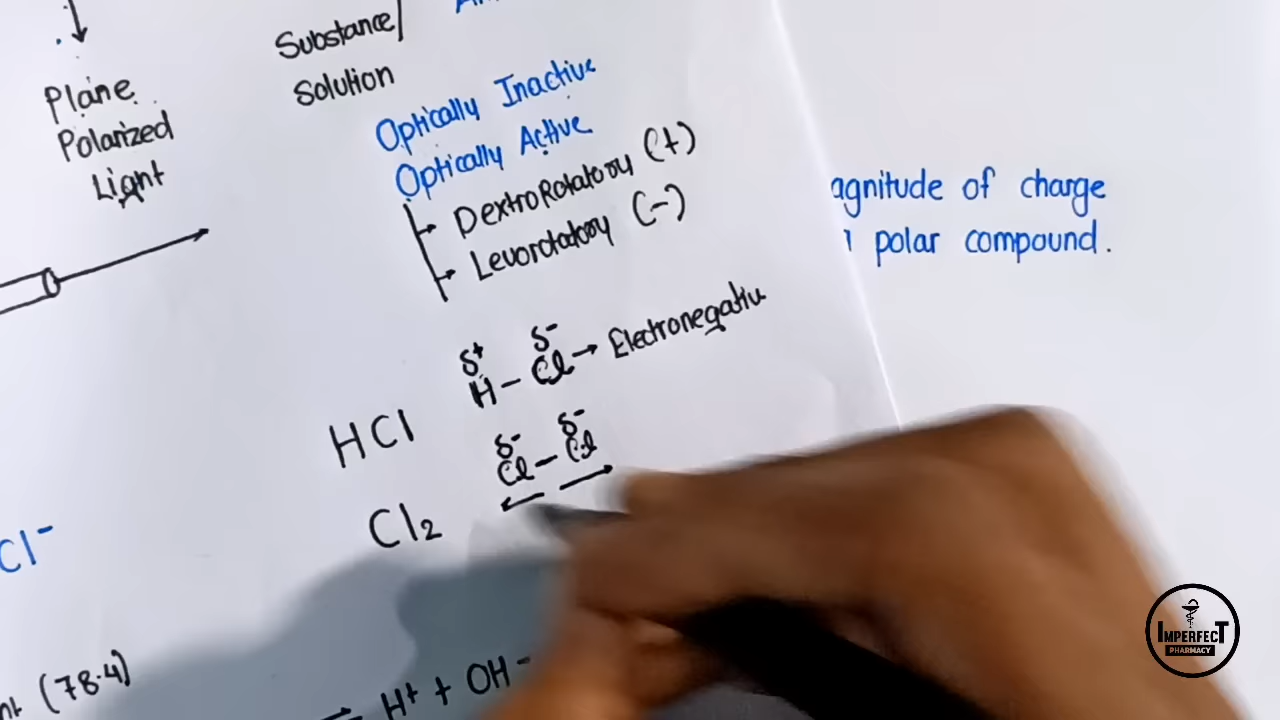 Substance/
Solution
Plane
Polarized
Light
Optically Inactive
Optically Active
DextroRotatory (+)
Levorotatory (-)
agnitude of charge
polar compound.
δ+ δ-
H - Cl → Electronegativ
HCl
δ- δ-
Cl - Cl
Cl2
Cl-
(78.4)
H+ + OH-
IMPERFECT
PHARMACY